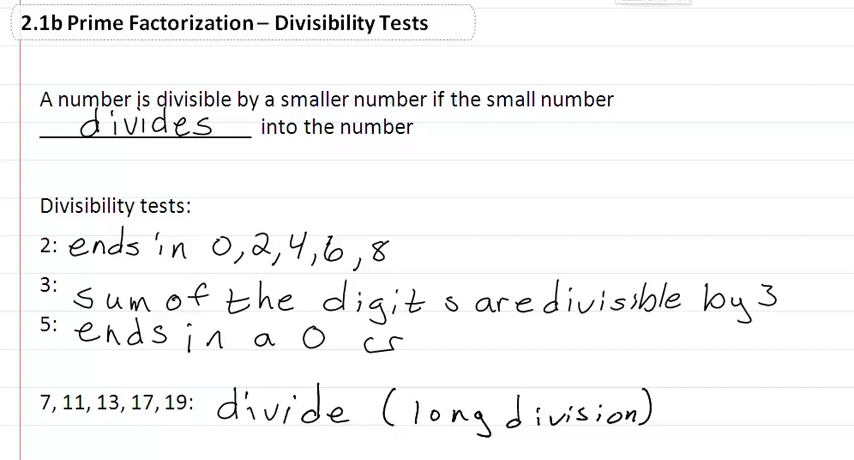 2.1b Prime Factorization – Divisibility Tests
A number is divisible by a smaller number if the small number
divides into the number
Divisibility tests:
2: ends in 0,2,4,6,8
3: sum of the digits are divisible by 3
5: ends in a 0
7, 11, 13, 17, 19: divide (long division)